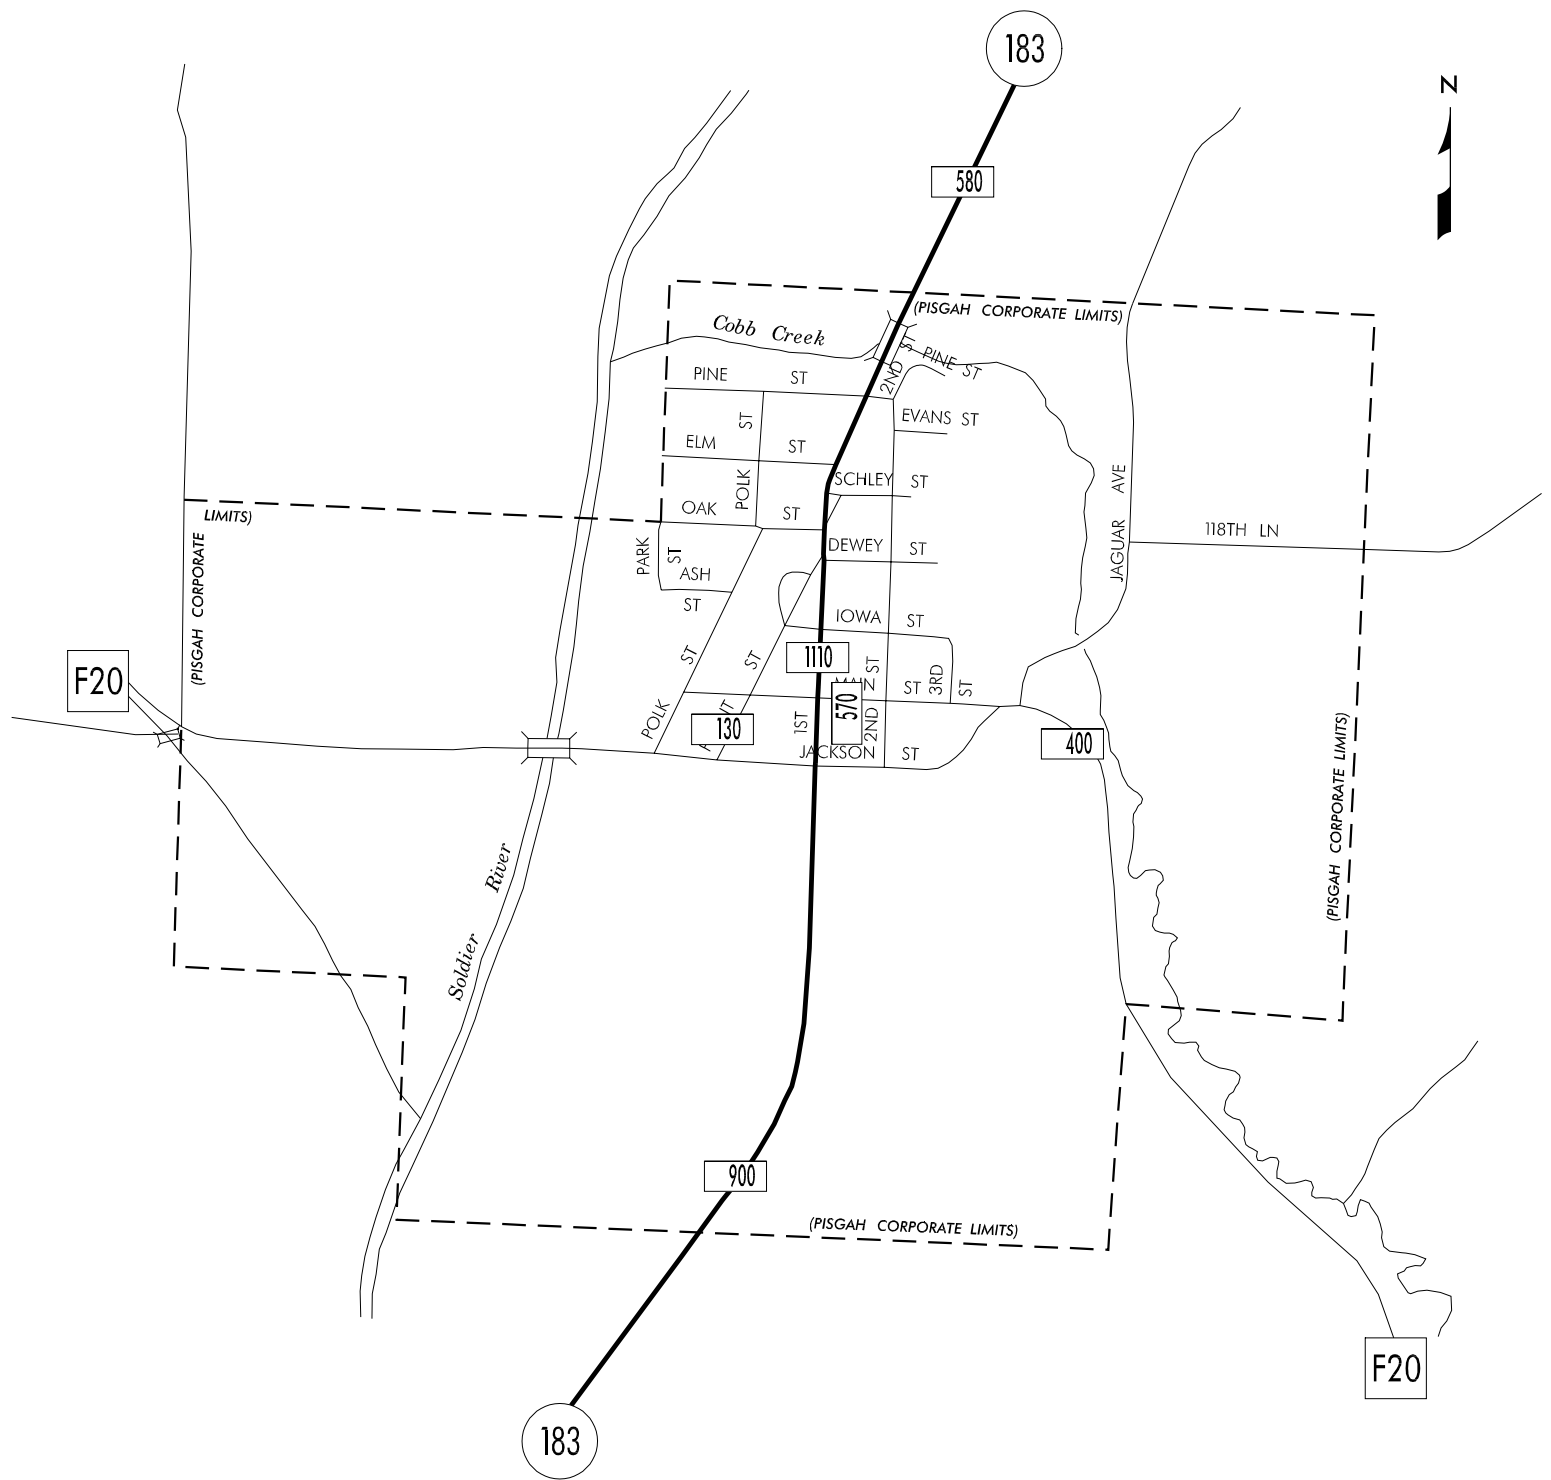 183
N
580
(PISGAH CORPORATE LIMITS)
Cobb Creek
2ND ST
PINE ST
PINE ST
EVANS ST
POLK ST
ELM ST
SCHLEY ST
OAK ST
JAGUAR AVE
118TH LN
(PISGAH CORPORATE
LIMITS)
PARK ST
DEWEY ST
ASH ST
IOWA ST
POLK ST
ST
1110
MAIN ST
2ND ST
3RD ST
F20
570
130
1ST
400
JACKSON ST
(PISGAH CORPORATE LIMITS)
Soldier River
900
(PISGAH CORPORATE LIMITS)
F20
183